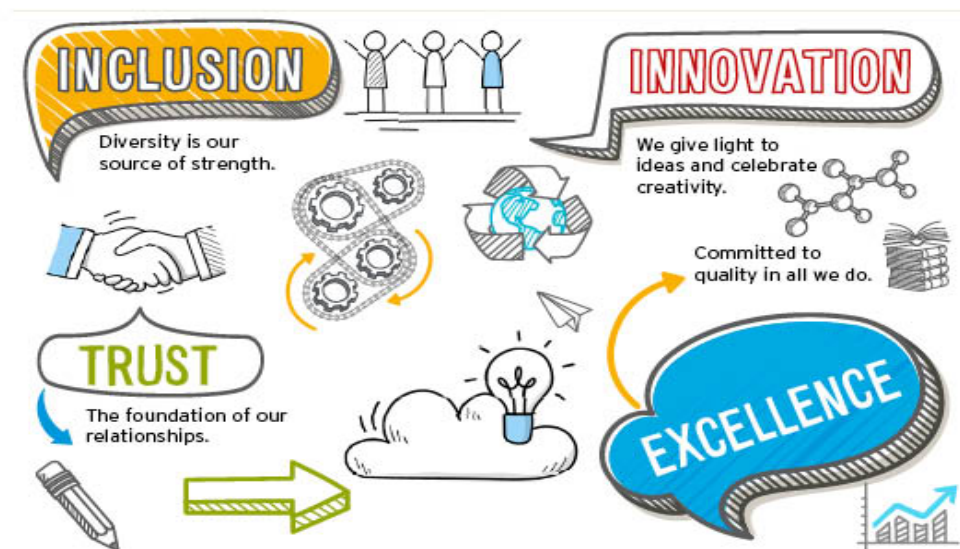 INCLUSION
Diversity is our
source of strength.
INNOVATION
We give light to
ideas and celebrate
creativity.
TRUST
The foundation of our
relationships.
EXCELLENCE
Committed to
quality in all we do.